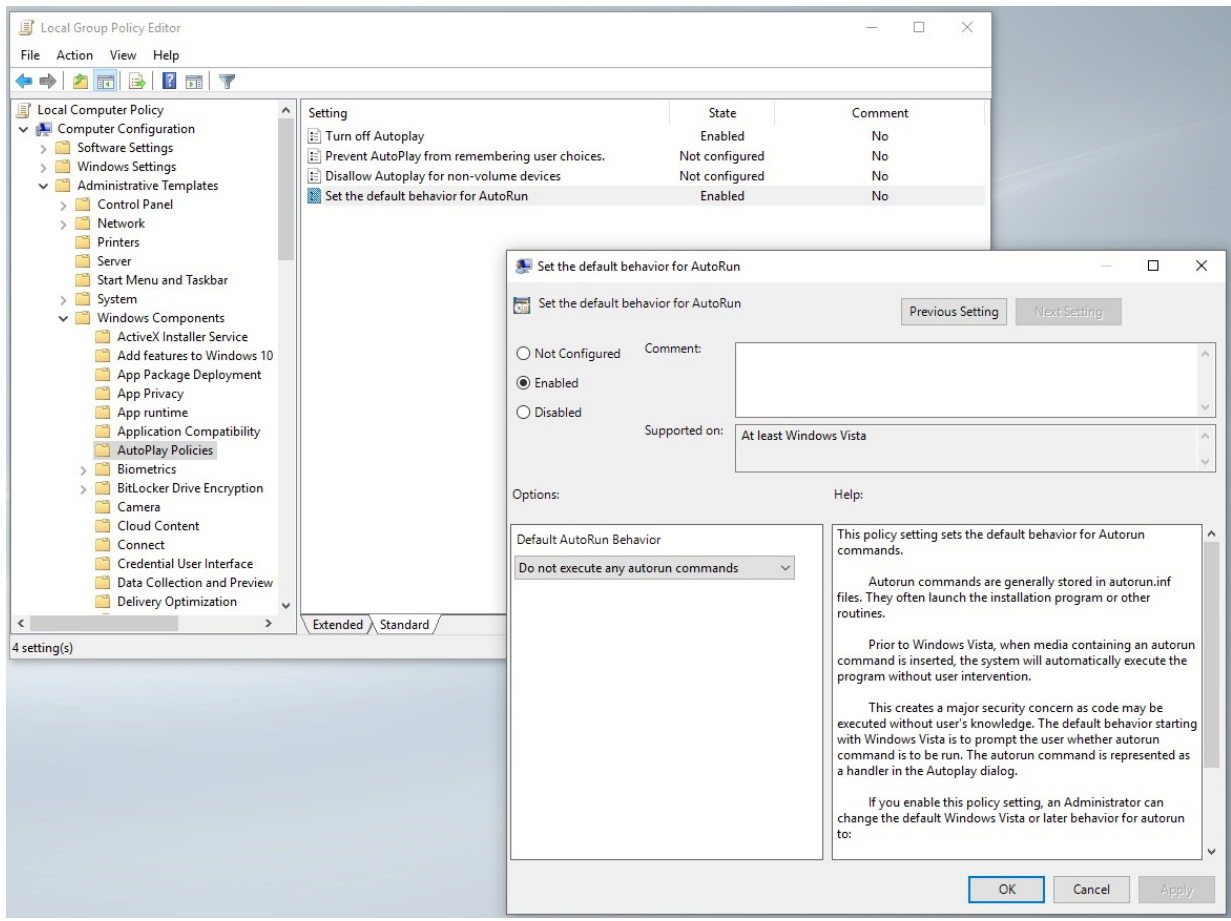 Local Group Policy Editor
File Action View Help
Local Computer Policy
Computer Configuration
Software Settings
Windows Settings
Administrative Templates
Control Panel
Network
Printers
Server
Start Menu and Taskbar
System
Windows Components
ActiveX Installer Service
Add features to Windows 10
App Package Deployment
App Privacy
App runtime
Application Compatibility
AutoPlay Policies
Biometrics
BitLocker Drive Encryption
Camera
Cloud Content
Connect
Credential User Interface
Data Collection and Preview
Delivery Optimization
Setting State Comment
Turn off Autoplay Enabled No
Prevent AutoPlay from remembering user choices. Not configured No
Disallow Autoplay for non-volume devices Not configured No
Set the default behavior for AutoRun Enabled No
Extended Standard
4 setting(s)
Set the default behavior for AutoRun
Set the default behavior for AutoRun
Previous Setting Next Setting
Not Configured
Enabled
Disabled
Comment:
Supported on: At least Windows Vista
Options:
Default AutoRun Behavior
Do not execute any autorun commands
Help:
This policy setting sets the default behavior for Autorun
commands.
Autorun commands are generally stored in autorun.inf
files. They often launch the installation program or other
routines.
Prior to Windows Vista, when media containing an autorun
command is inserted, the system will automatically execute the
program without user intervention.
This creates a major security concern as code may be
executed without user's knowledge. The default behavior starting
with Windows Vista is to prompt the user whether autorun
command is to be run. The autorun command is represented as
a handler in the Autoplay dialog.
If you enable this policy setting, an Administrator can
change the default Windows Vista or later behavior for autorun
to:
OK Cancel Apply